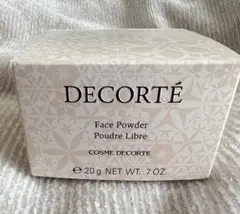 DECORTÉ
Face Powder
Poudre Libre
COSME DECORTE
℮ 20 g NET WT. .7 OZ.